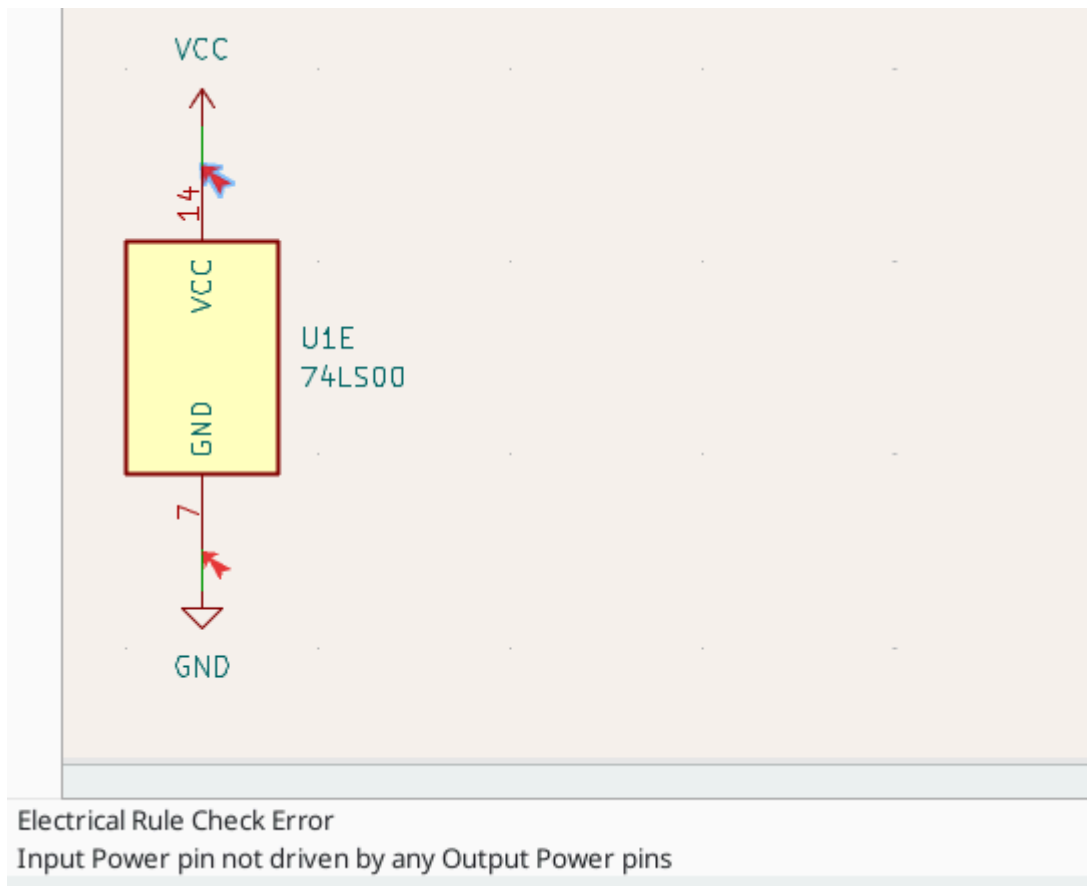 VCC
14
VCC
U1E
74LS00
GND
7
GND
Electrical Rule Check Error
Input Power pin not driven by any Output Power pins